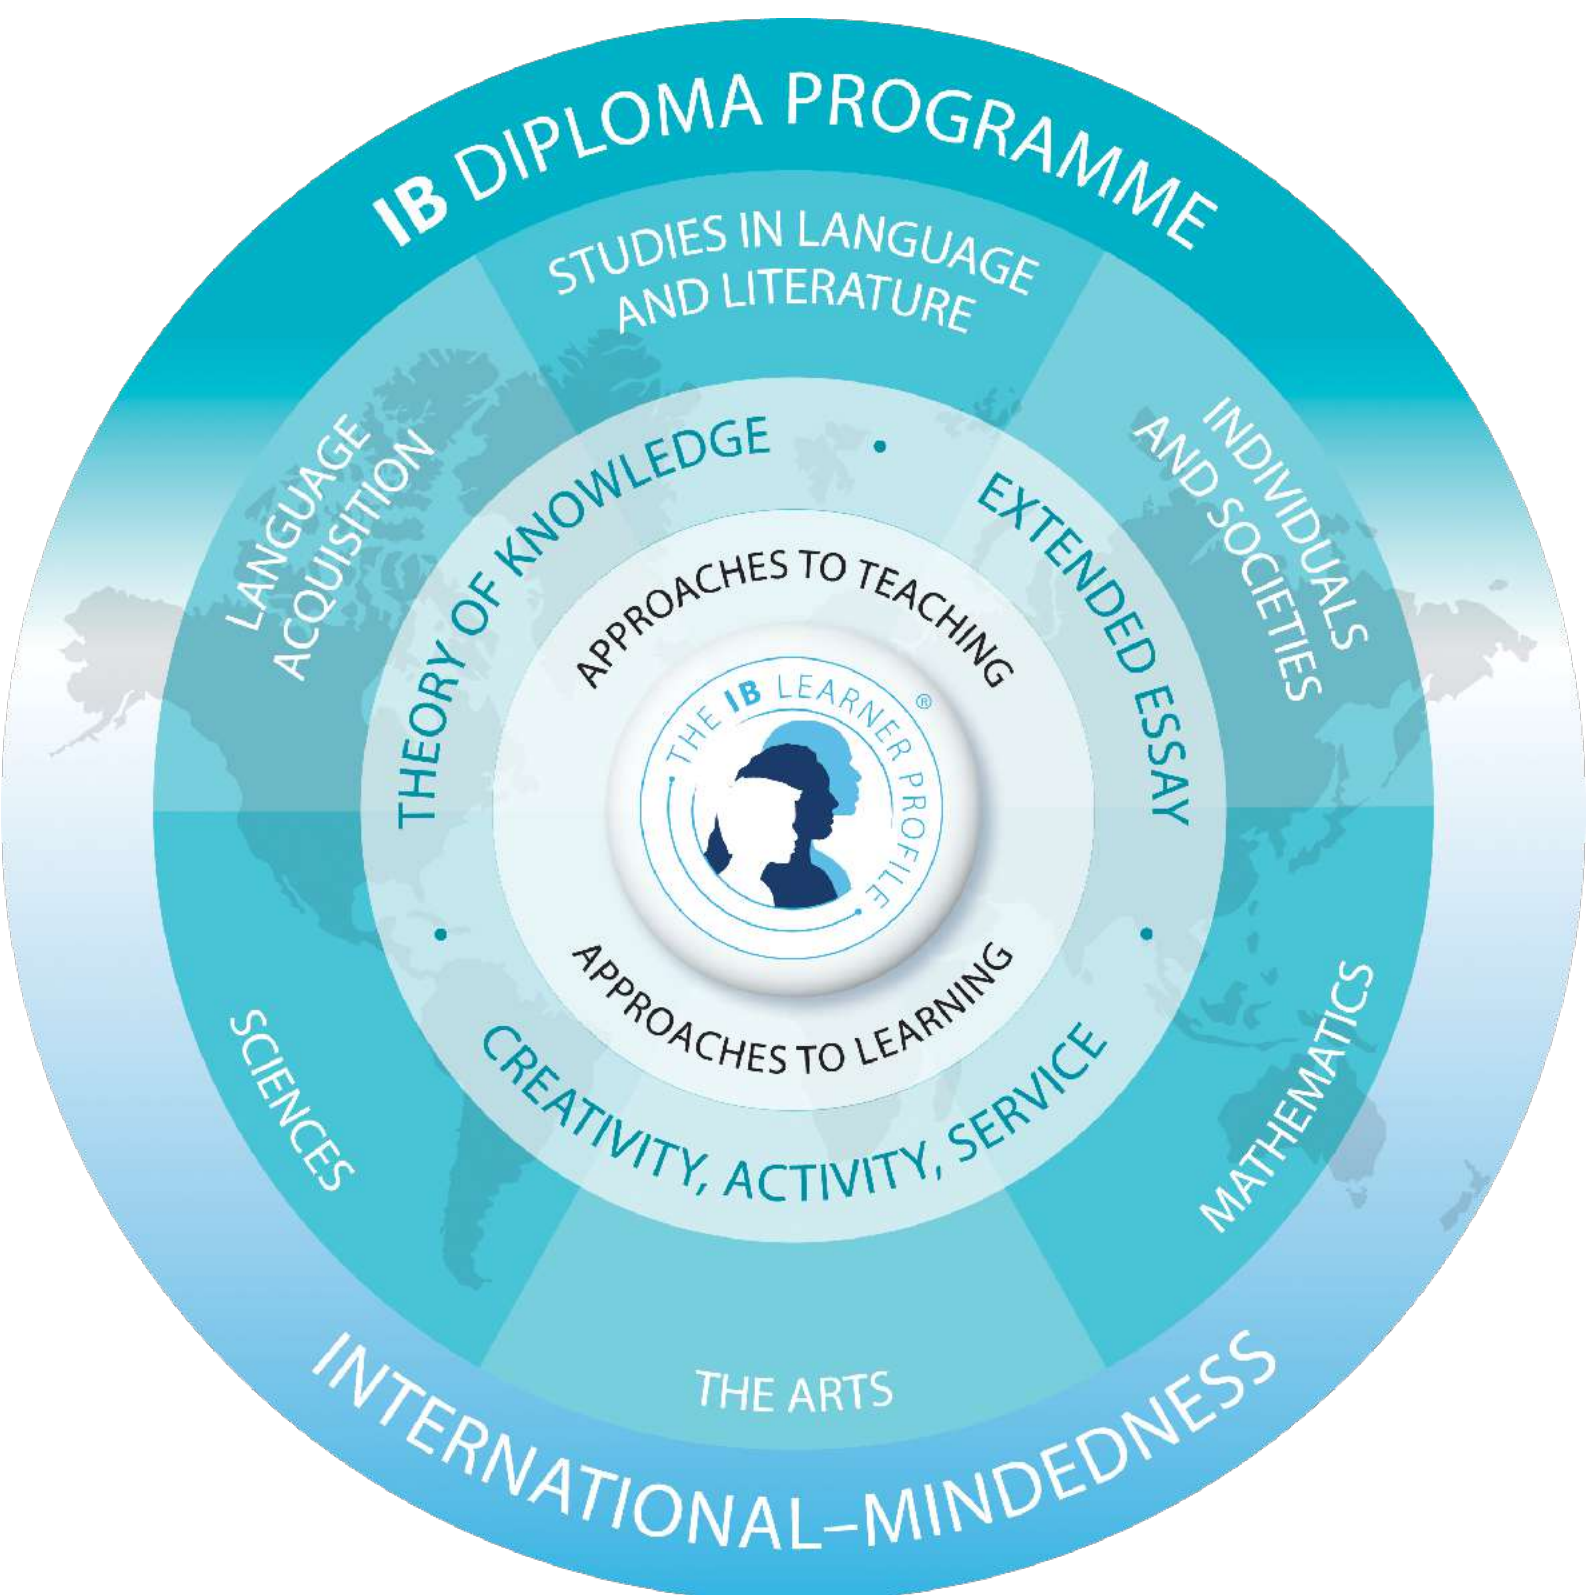 IB DIPLOMA PROGRAMME
STUDIES IN LANGUAGE
AND LITERATURE
LANGUAGE
ACQUISITION
INDIVIDUALS
AND SOCIETIES
THEORY OF KNOWLEDGE
•
EXTENDED ESSAY
APPROACHES TO TEACHING
THE IB LEARNER PROFILE
®
APPROACHES TO LEARNING
•
CREATIVITY, ACTIVITY, SERVICE
•
SCIENCES
MATHEMATICS
THE ARTS
INTERNATIONAL–MINDEDNESS